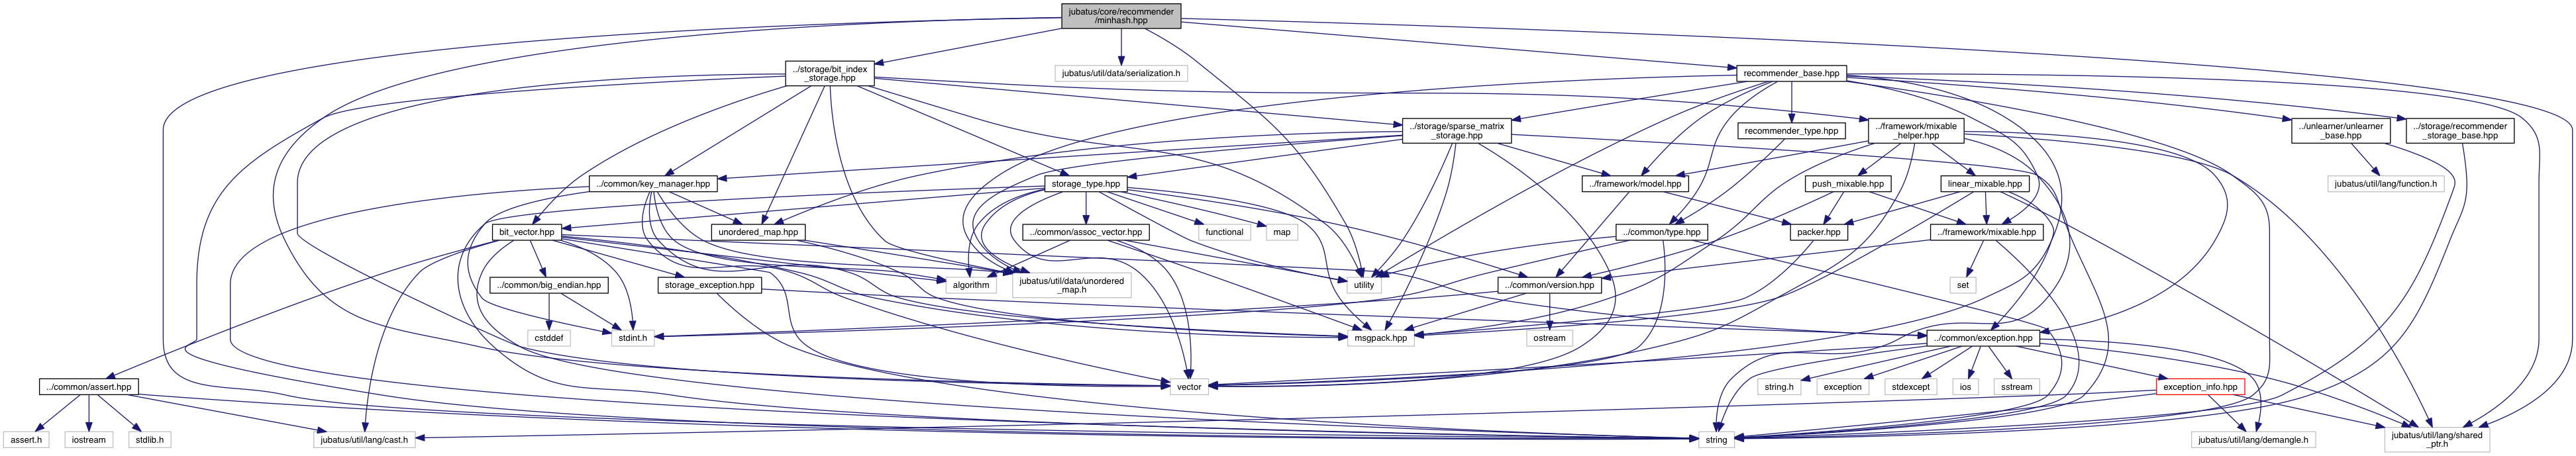 jubatus/core/recommender
/minhash.hpp
../storage/bit_index
_storage.hpp
jubatus/util/data/serialization.h
recommender_base.hpp
../storage/sparse_matrix
_storage.hpp
recommender_type.hpp
../framework/mixable
_helper.hpp
../unlearner/unlearner
_base.hpp
../storage/recommender
_storage_base.hpp
../common/key_manager.hpp
storage_type.hpp
../framework/model.hpp
push_mixable.hpp
linear_mixable.hpp
jubatus/util/lang/function.h
bit_vector.hpp
unordered_map.hpp
../common/assoc_vector.hpp
functional
map
../common/type.hpp
packer.hpp
../framework/mixable.hpp
../common/big_endian.hpp
storage_exception.hpp
algorithm
jubatus/util/data/unordered
_map.h
utility
../common/version.hpp
set
cstddef
stdint.h
msgpack.hpp
ostream
../common/exception.hpp
../common/assert.hpp
vector
string.h
exception
stdexcept
ios
sstream
exception_info.hpp
assert.h
iostream
stdlib.h
jubatus/util/lang/cast.h
string
jubatus/util/lang/demangle.h
jubatus/util/lang/shared
_ptr.h